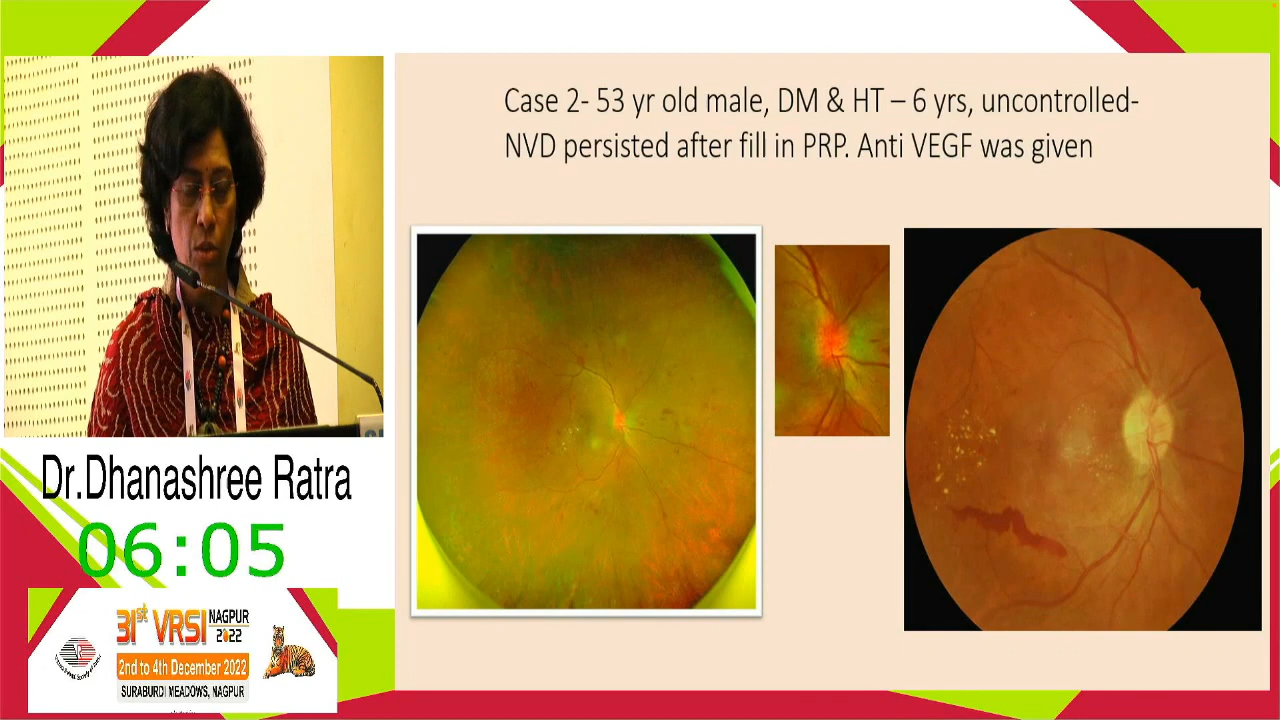 Case 2- 53 yr old male, DM & HT – 6 yrs, uncontrolled-
NVD persisted after fill in PRP. Anti VEGF was given
Dr.Dhanashree Ratra
06:05
31st VRSI NAGPUR 2022
2nd to 4th December 2022
SURABURDI MEADOWS, NAGPUR